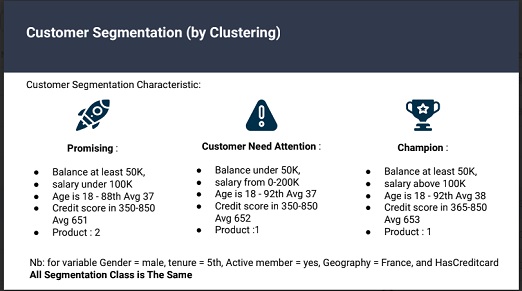 Customer Segmentation (by Clustering)
Customer Segmentation Characteristic:
Promising :
● Balance at least 50K,
● salary under 100K
● Age is 18 - 88th Avg 37
● Credit score in 350-850
Avg 651
● Product : 2
Customer Need Attention :
● Balance under 50K,
● salary from 0-200K
● Age is 18 - 92th Avg 37
● Credit score in 350-850
Avg 652
● Product :1
Champion :
● Balance at least 50K,
● salary above 100K
● Age is 18 - 92th Avg 38
● Credit score in 365-850
Avg 653
● Product : 1
Nb: for variable Gender = male, tenure = 5th, Active member = yes, Geography = France, and HasCreditcard
All Segmentation Class is The Same